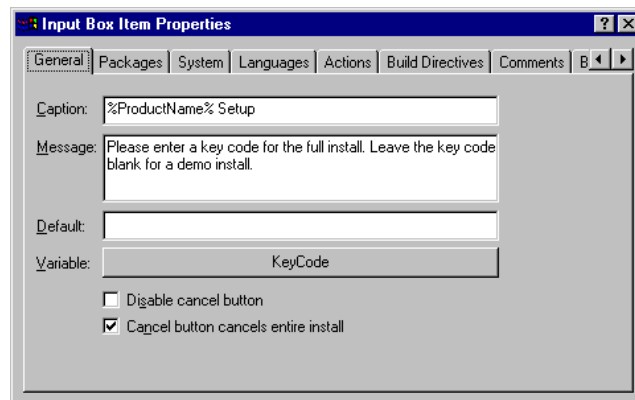 Input Box Item Properties
General Packages System Languages Actions Build Directives Comments B
Caption: %ProductName% Setup
Message: Please enter a key code for the full install. Leave the key code
blank for a demo install.
Default:
Variable: KeyCode
Disable cancel button
Cancel button cancels entire install